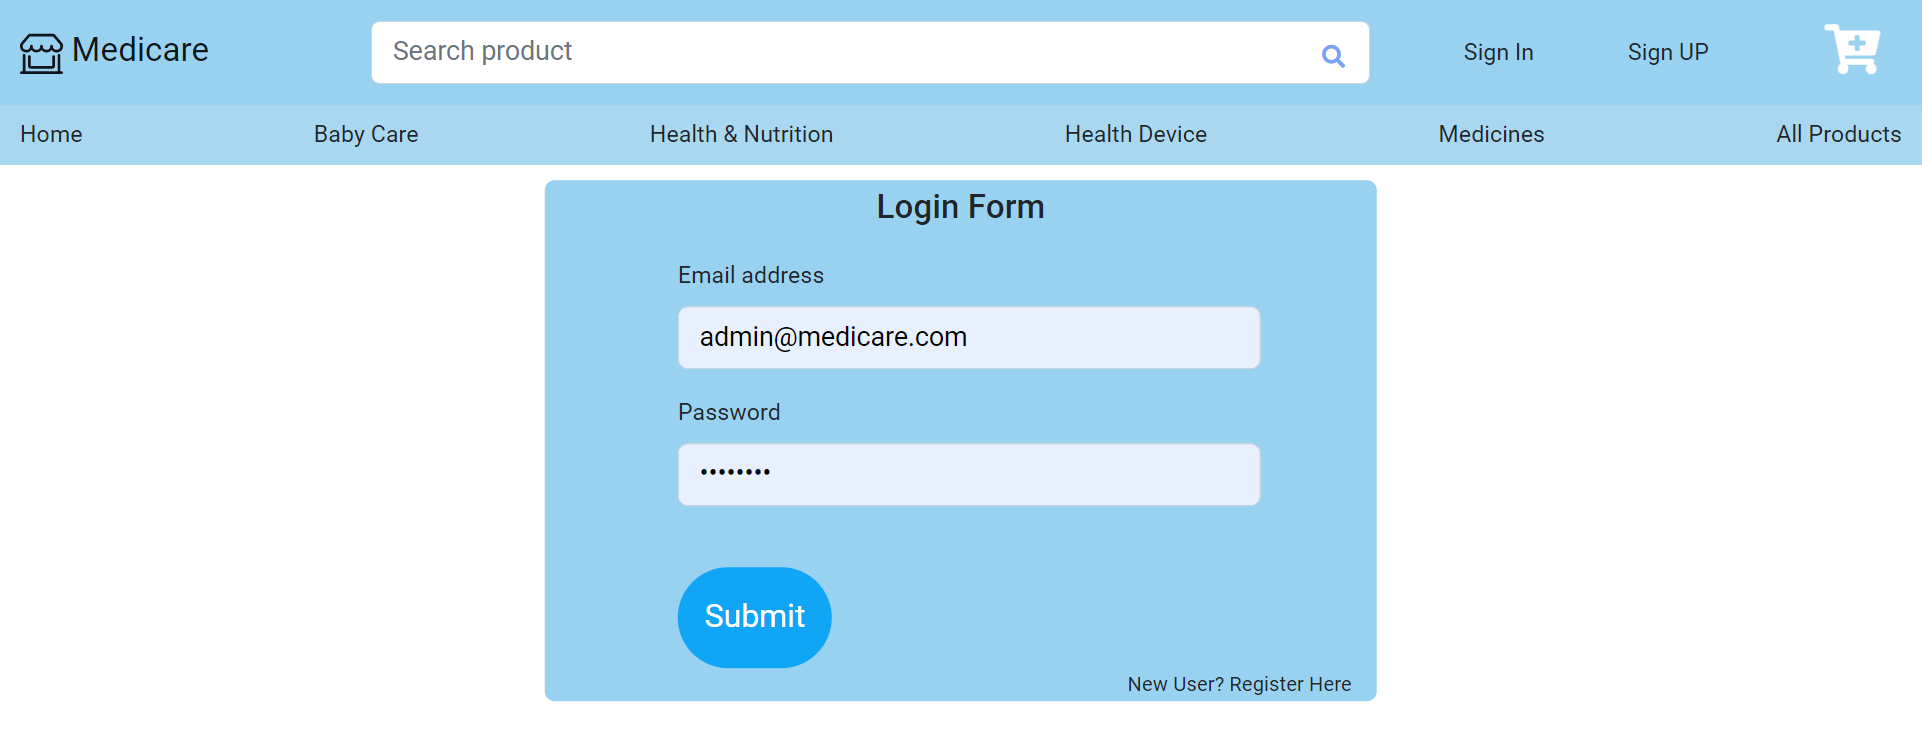 Medicare
Search product
Sign In
Sign UP
Home
Baby Care
Health & Nutrition
Health Device
Medicines
All Products
Login Form
Email address
admin@medicare.com
Password
••••••••
Submit
New User? Register Here